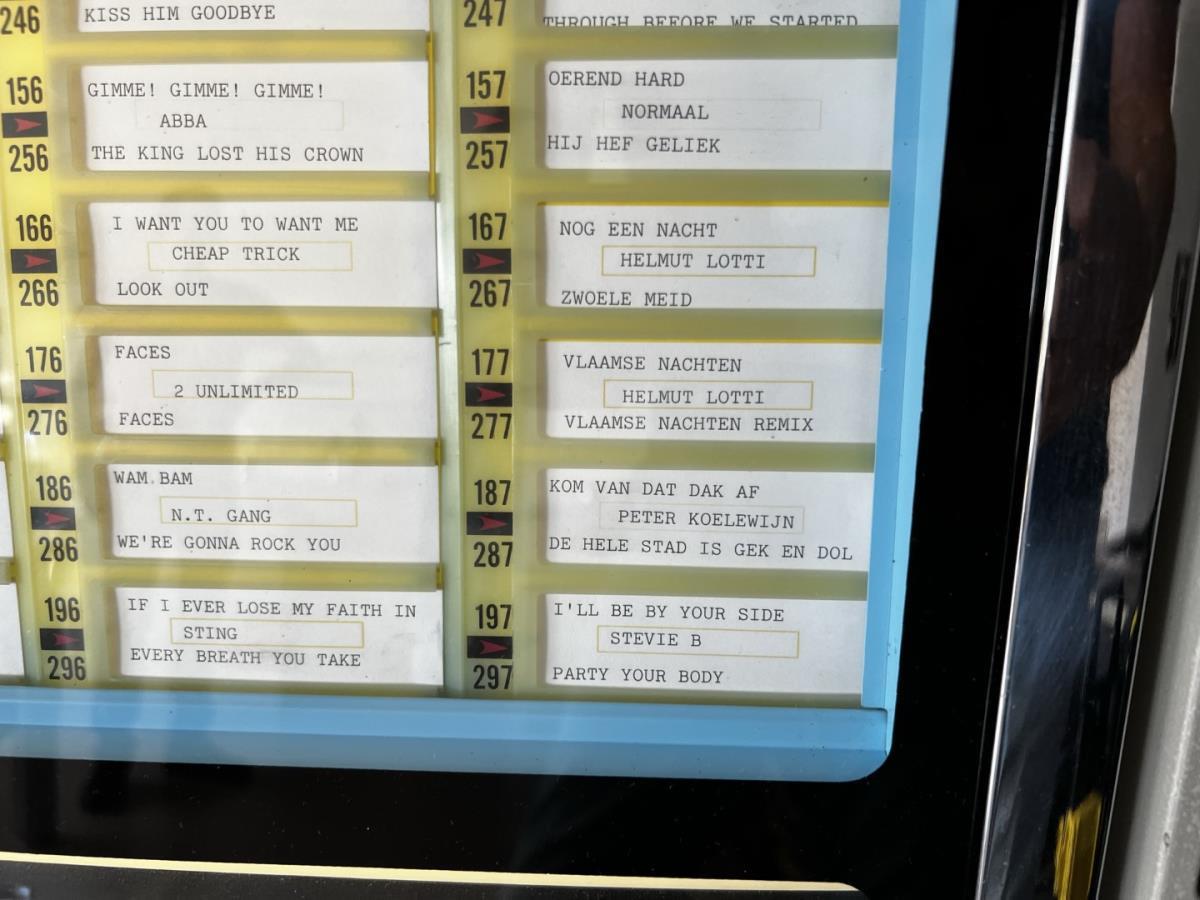 246
KISS HIM GOODBYE
156
GIMME! GIMME! GIMME!
ABBA
256
THE KING LOST HIS CROWN
166
I WANT YOU TO WANT ME
CHEAP TRICK
266
LOOK OUT
176
FACES
2 UNLIMITED
276
FACES
186
WAM BAM
N.T. GANG
286
WE'RE GONNA ROCK YOU
196
IF I EVER LOSE MY FAITH IN
STING
296
EVERY BREATH YOU TAKE
247
THROUGH BEFORE WE STARTED
157
OEREND HARD
NORMAAL
257
HIJ HEF GELIEK
167
NOG EEN NACHT
HELMUT LOTTI
267
ZWOELE MEID
177
VLAAMSE NACHTEN
HELMUT LOTTI
277
VLAAMSE NACHTEN REMIX
187
KOM VAN DAT DAK AF
PETER KOELEWIJN
287
DE HELE STAD IS GEK EN DOL
197
I'LL BE BY YOUR SIDE
STEVIE B
297
PARTY YOUR BODY